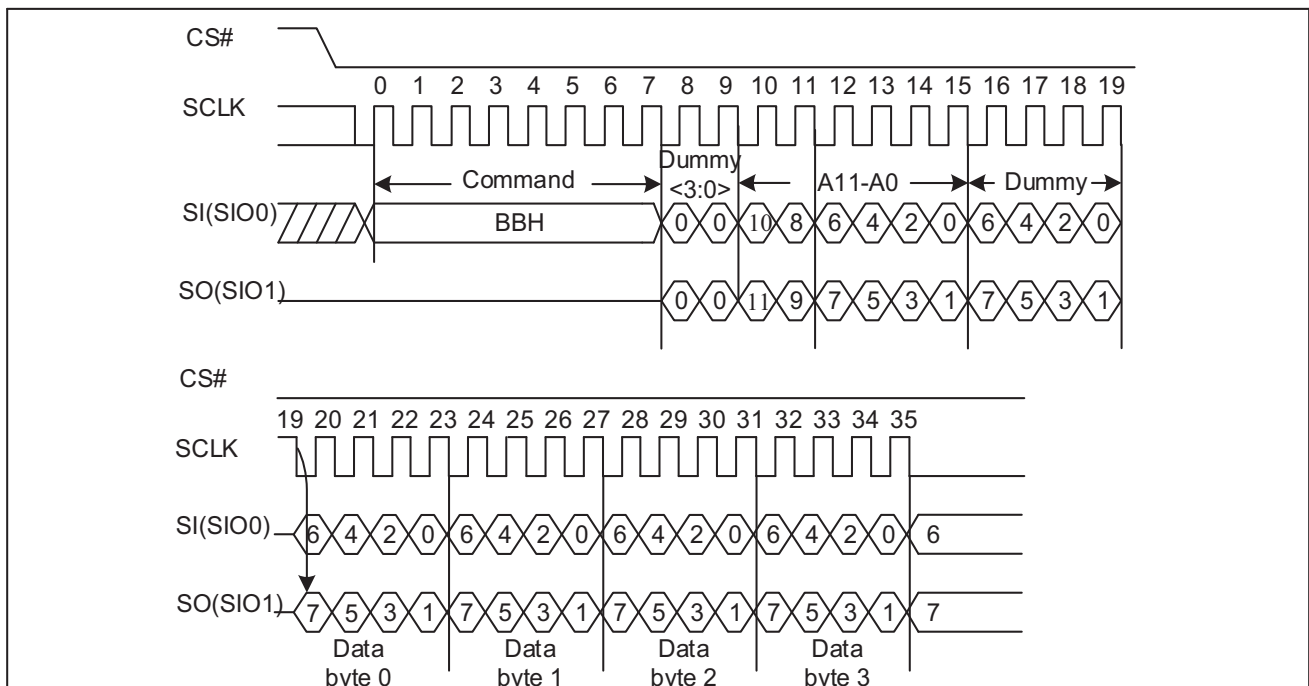 CS#
0 1 2 3 4 5 6 7 8 9 10 11 12 13 14 15 16 17 18 19
SCLK
Command Dummy <3:0> A11-A0 Dummy
SI(SIO0) BBH 0 0 10 8 6 4 2 0 6 4 2 0
SO(SIO1) 0 0 11 9 7 5 3 1 7 5 3 1
CS#
19 20 21 22 23 24 25 26 27 28 29 30 31 32 33 34 35
SCLK
SI(SIO0) 6 4 2 0 6 4 2 0 6 4 2 0 6 4 2 0 6
SO(SIO1) 7 5 3 1 7 5 3 1 7 5 3 1 7 5 3 1 7
Data Data Data Data
byte 0 byte 1 byte 2 byte 3